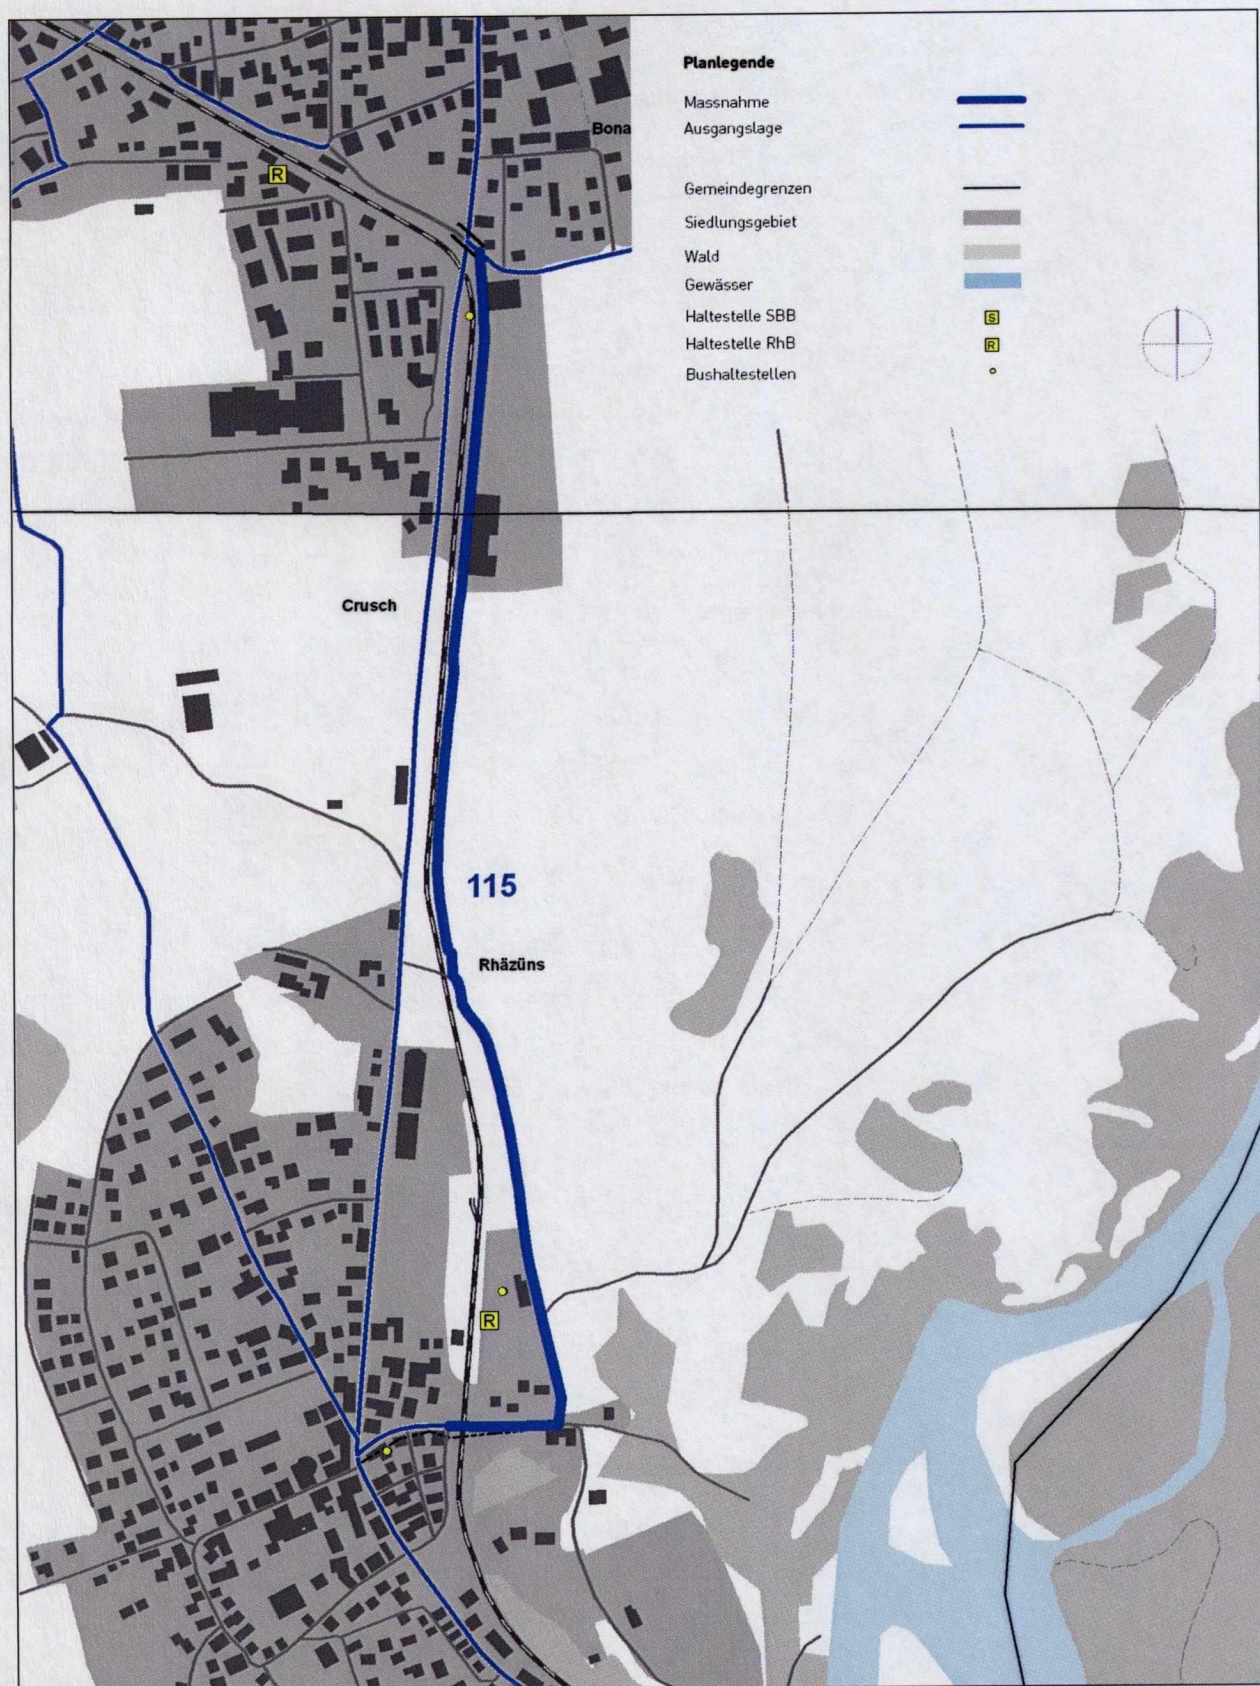 Planlegende
Massnahme
Ausgangslage
Gemeindegrenzen
Siedlungsgebiet
Wald
Gewässer
Haltestelle SBB
S
Haltestelle RhB
R
Bushaltestellen
Bona
R
Crusch
115
Rhäzüns
R